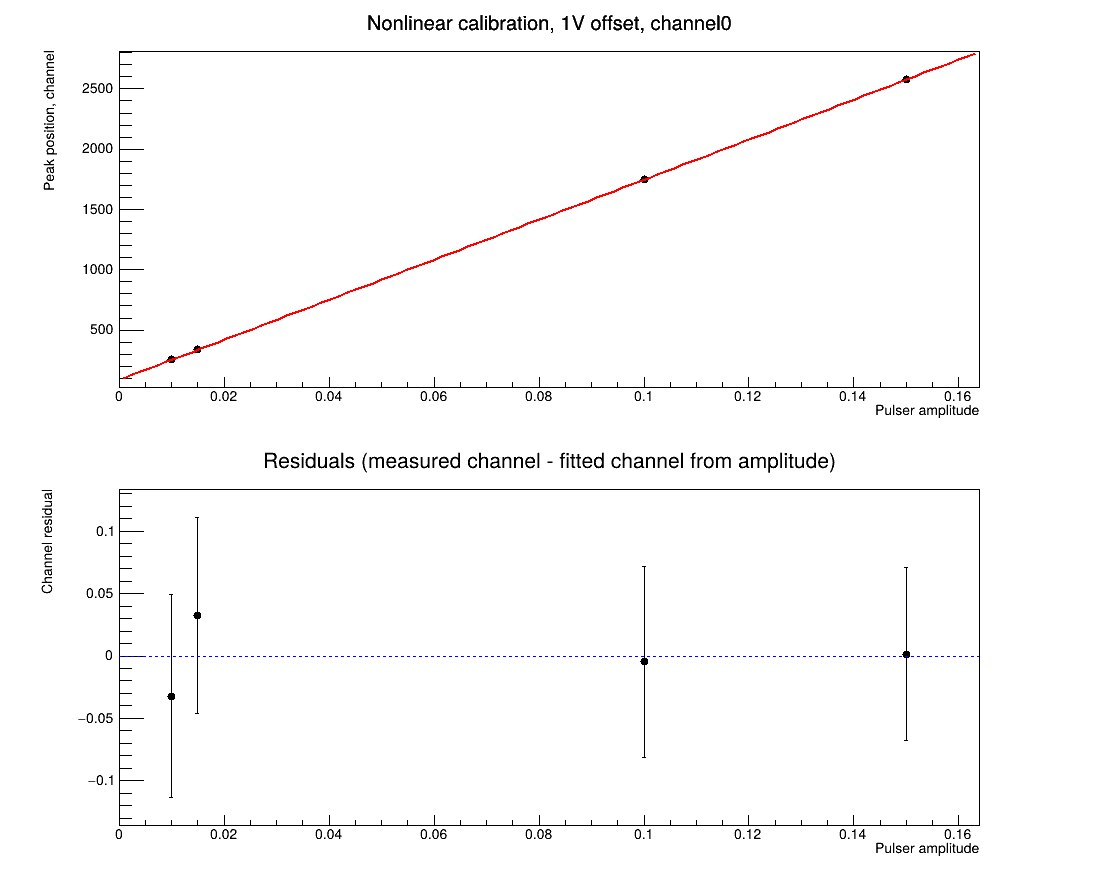 Nonlinear calibration, 1V offset, channel0
Peak position, channel
2500
2000
1500
1000
500
0 0.02 0.04 0.06 0.08 0.1 0.12 0.14 0.16
Pulser amplitude
Residuals (measured channel - fitted channel from amplitude)
Channel residual
0.1
0.05
0
−0.05
−0.1
0 0.02 0.04 0.06 0.08 0.1 0.12 0.14 0.16
Pulser amplitude